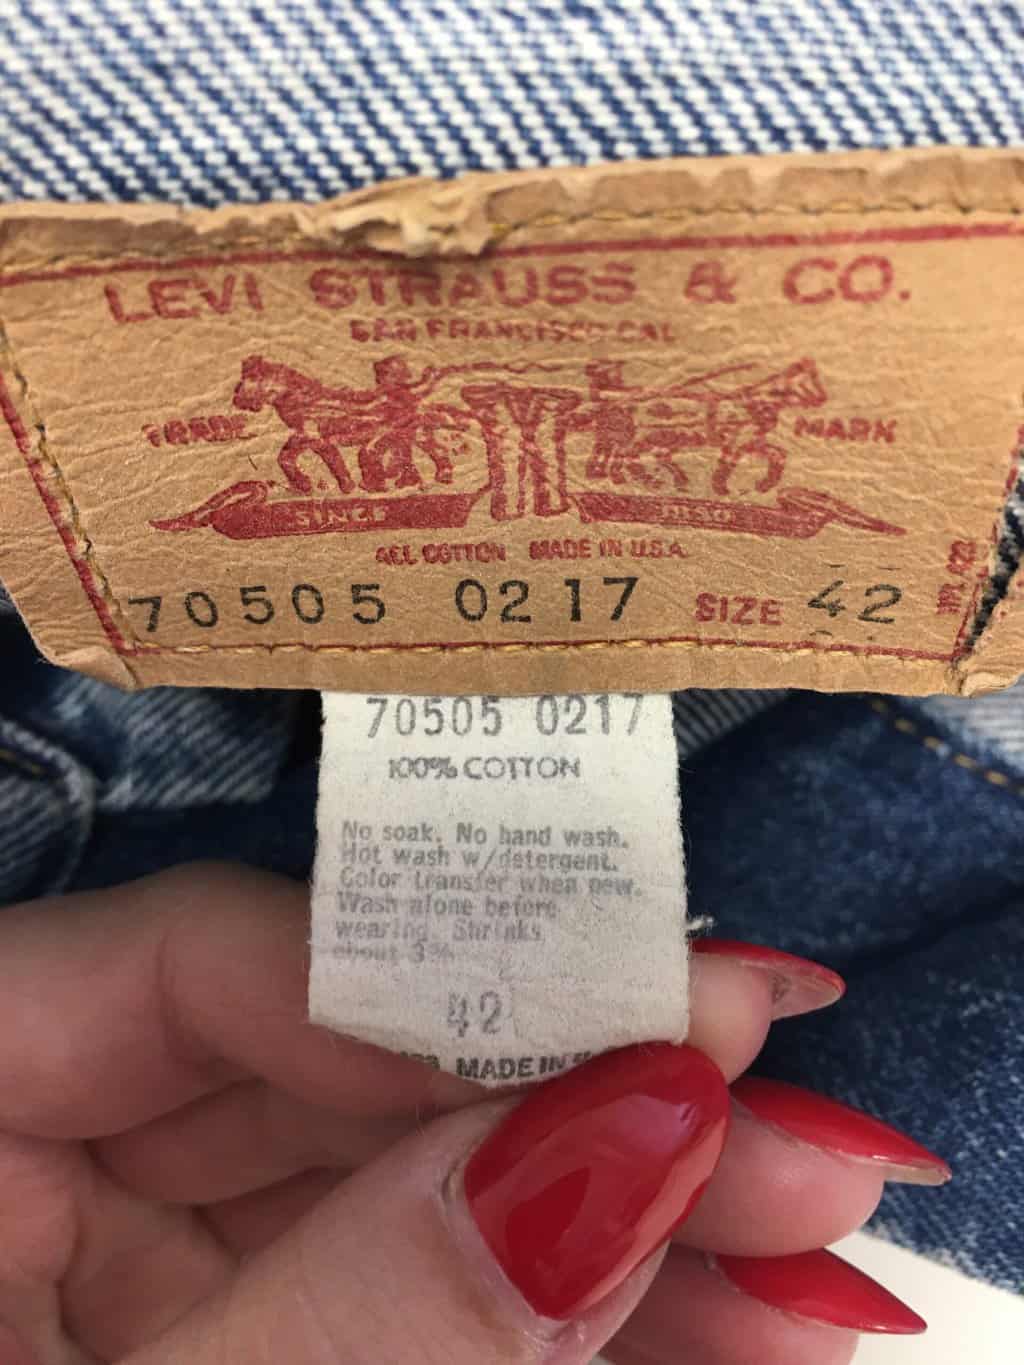 LEVI STRAUSS & CO.
SAN FRANCISCO CAL
TRADE MARK
SINCE 1850
ALL COTTON MADE IN U.S.A.
70505 0217 SIZE 42
70505 0217
100% COTTON
No soak. No hand wash.
Hot wash w/detergent.
Color transfer when new.
Wash alone before
wearing. Shrinks
about 3%
42
MADE IN